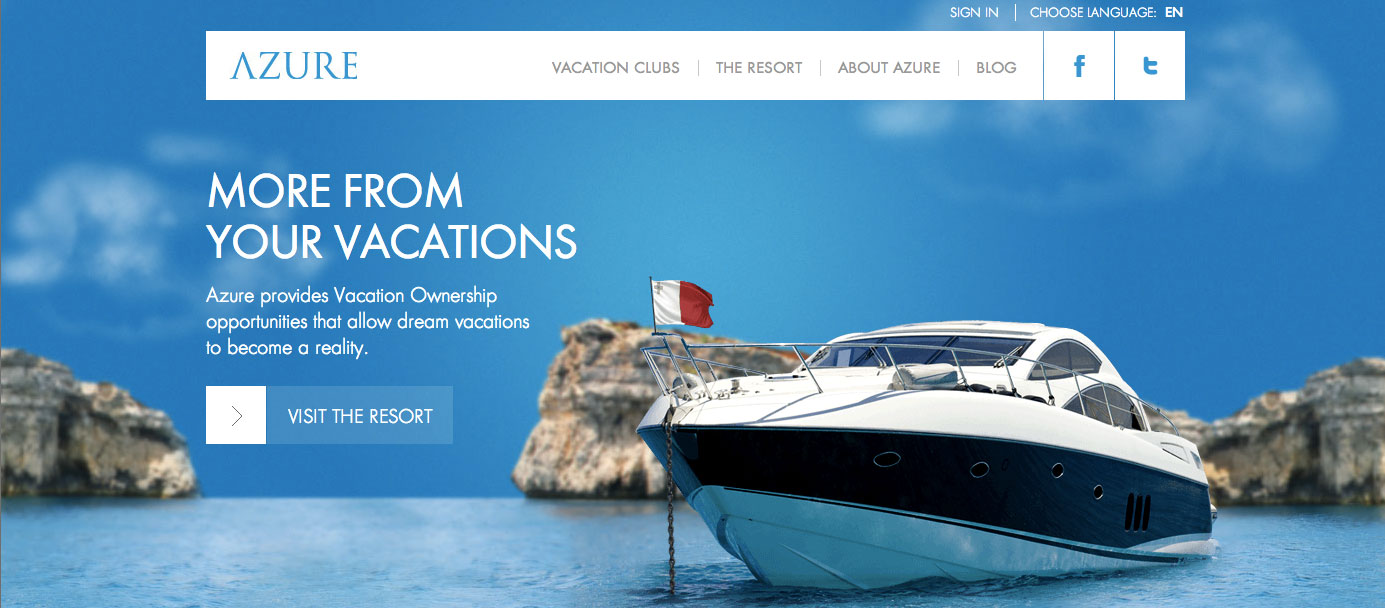 SIGN IN
CHOOSE LANGUAGE: EN
AZURE
VACATION CLUBS
THE RESORT
ABOUT AZURE
BLOG
MORE FROM
YOUR VACATIONS
Azure provides Vacation Ownership
opportunities that allow dream vacations
to become a reality.
VISIT THE RESORT